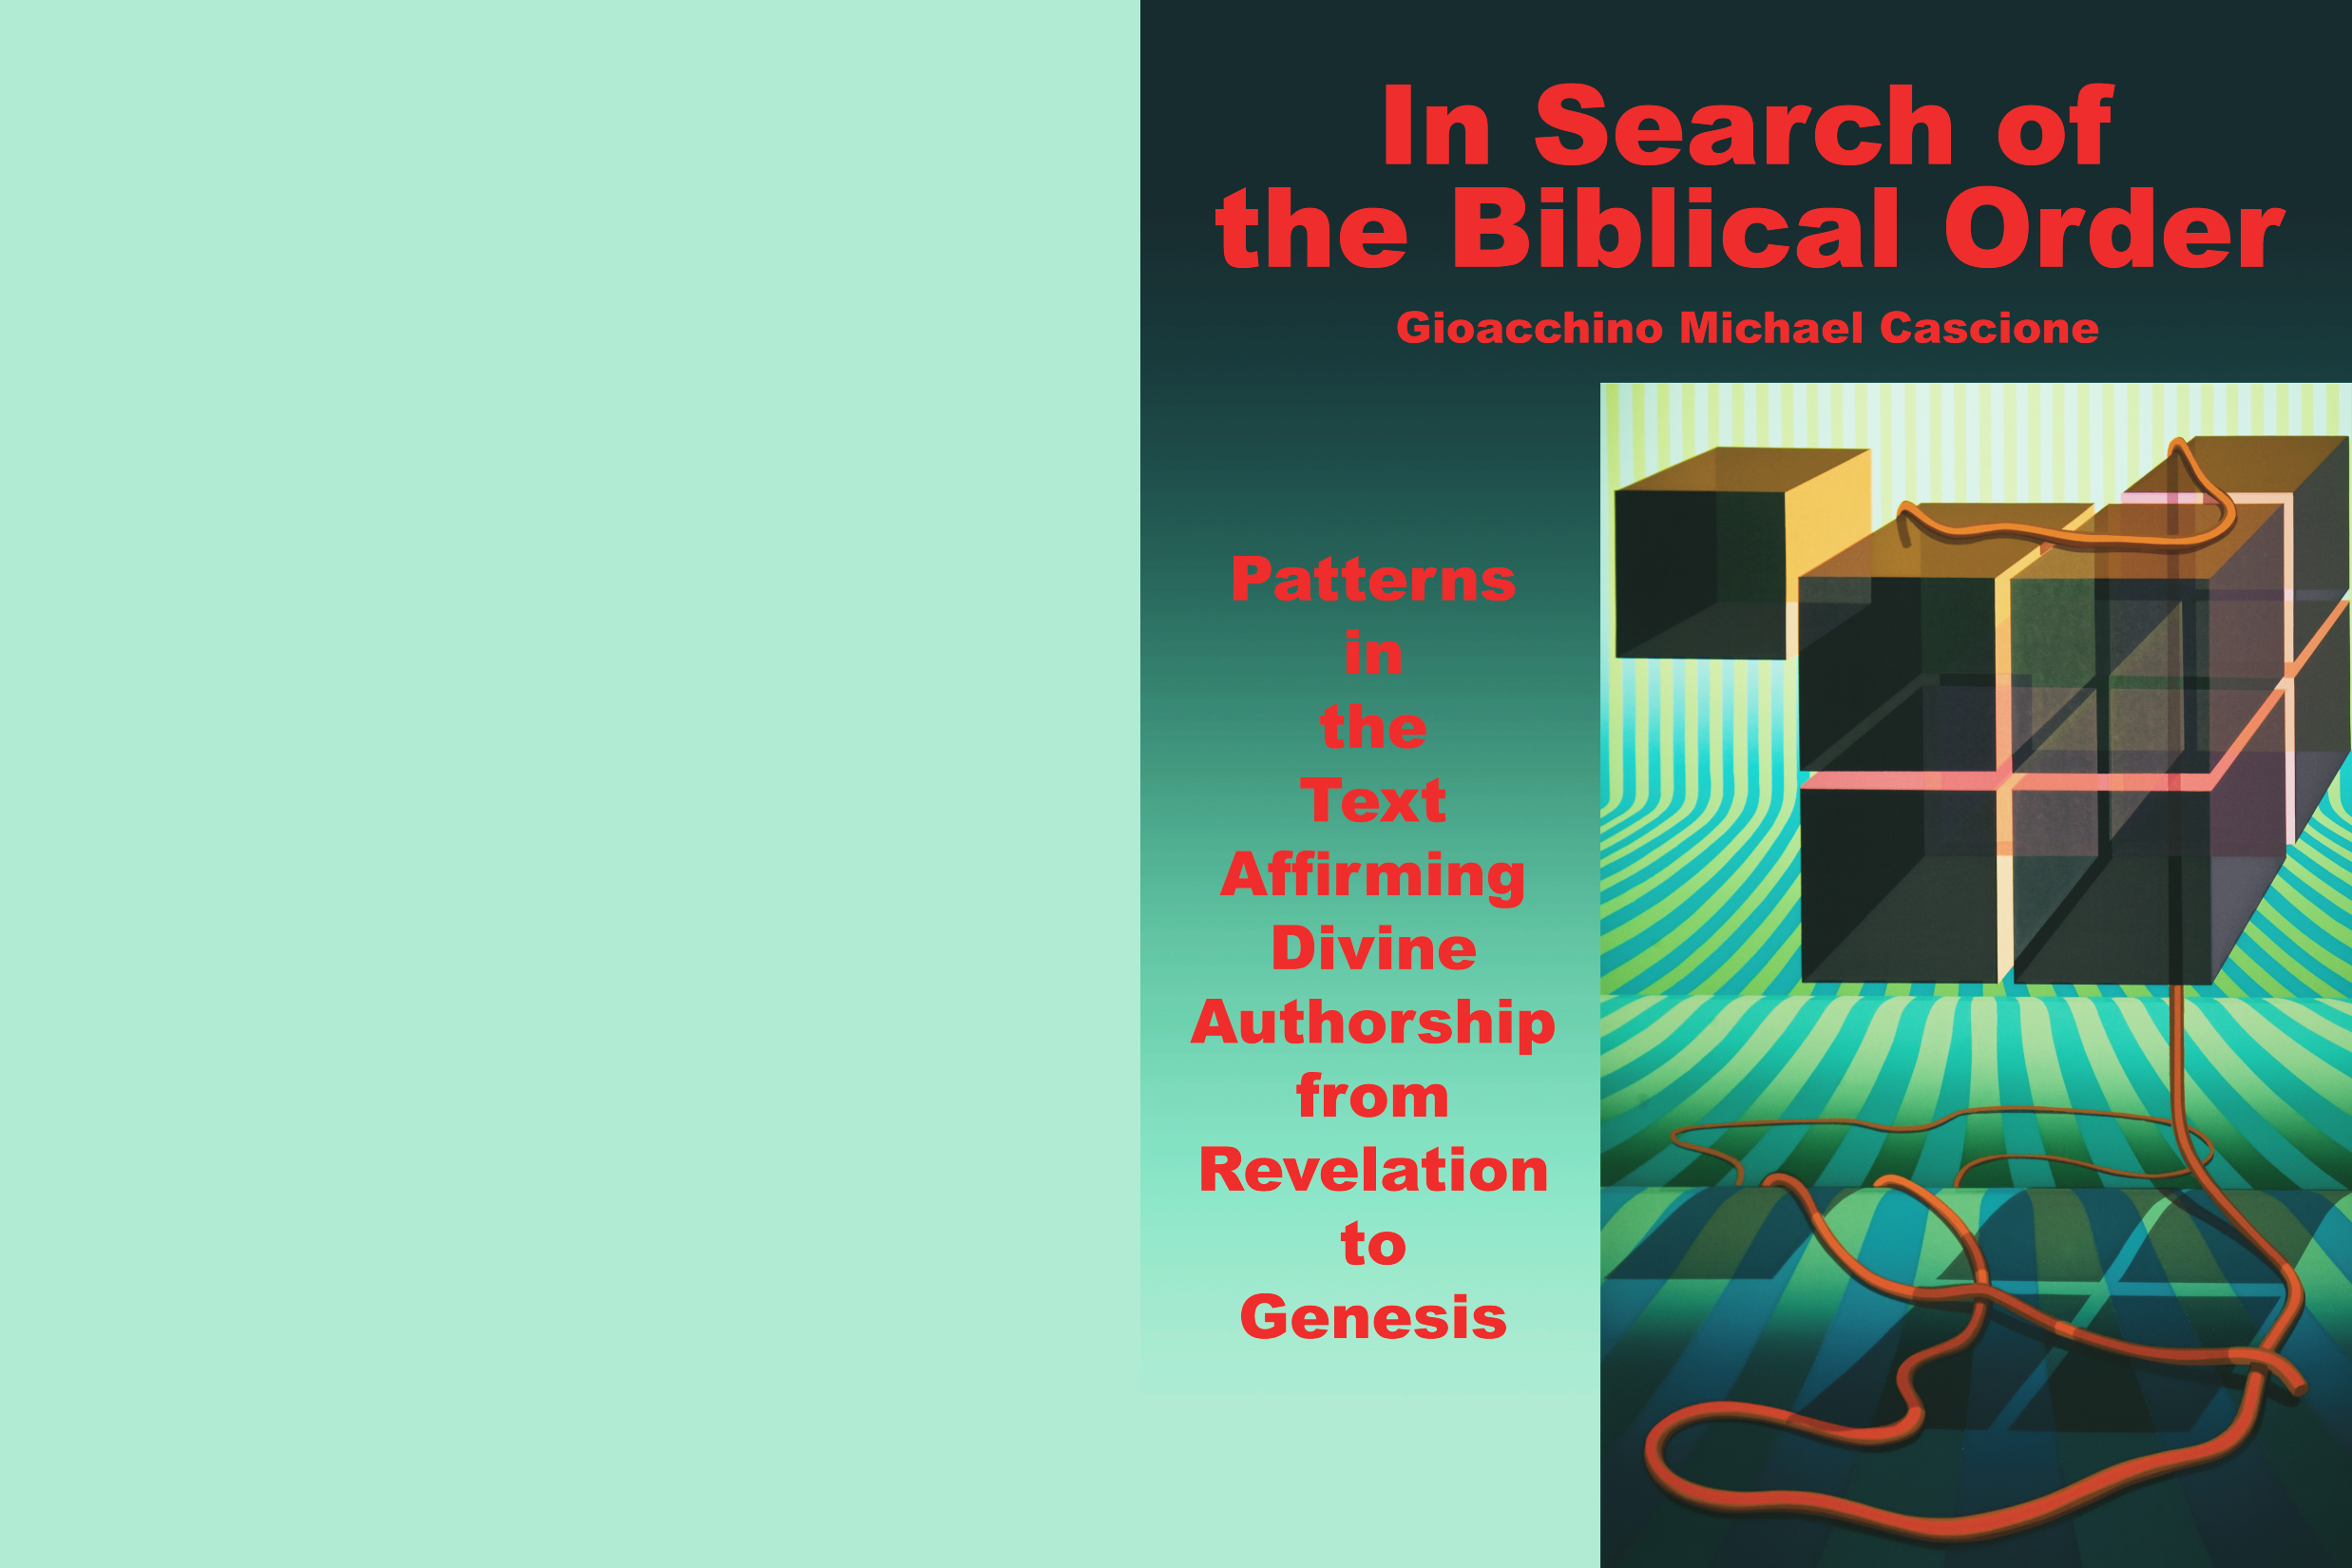 In Search of
the Biblical Order
Gioacchino Michael Cascione
Patterns
in
the
Text
Affirming
Divine
Authorship
from
Revelation
to
Genesis